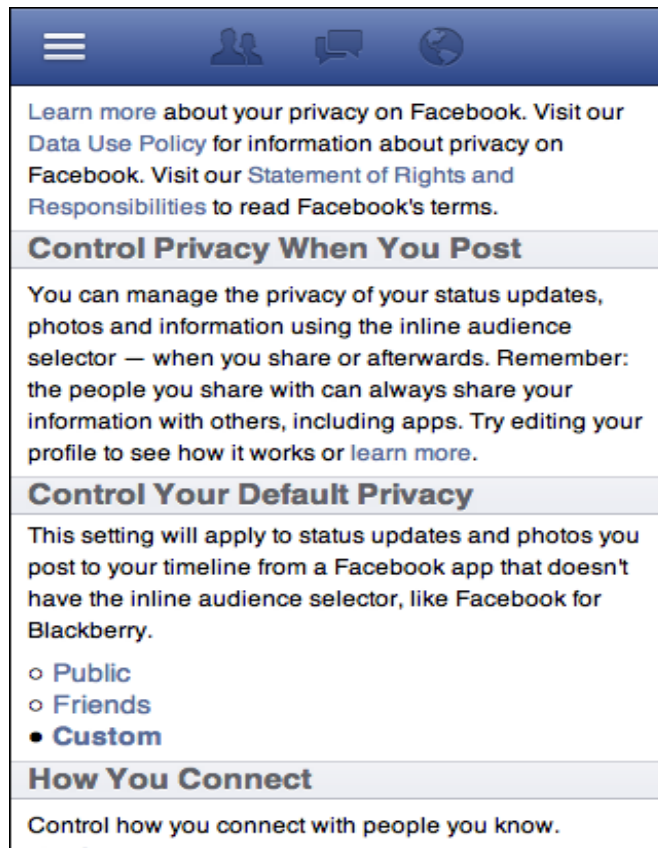 Learn more about your privacy on Facebook. Visit our
Data Use Policy for information about privacy on
Facebook. Visit our Statement of Rights and
Responsibilities to read Facebook's terms.
Control Privacy When You Post
You can manage the privacy of your status updates,
photos and information using the inline audience
selector — when you share or afterwards. Remember:
the people you share with can always share your
information with others, including apps. Try editing your
profile to see how it works or learn more.
Control Your Default Privacy
This setting will apply to status updates and photos you
post to your timeline from a Facebook app that doesn't
have the inline audience selector, like Facebook for
Blackberry.
Public
Friends
Custom
How You Connect
Control how you connect with people you know.